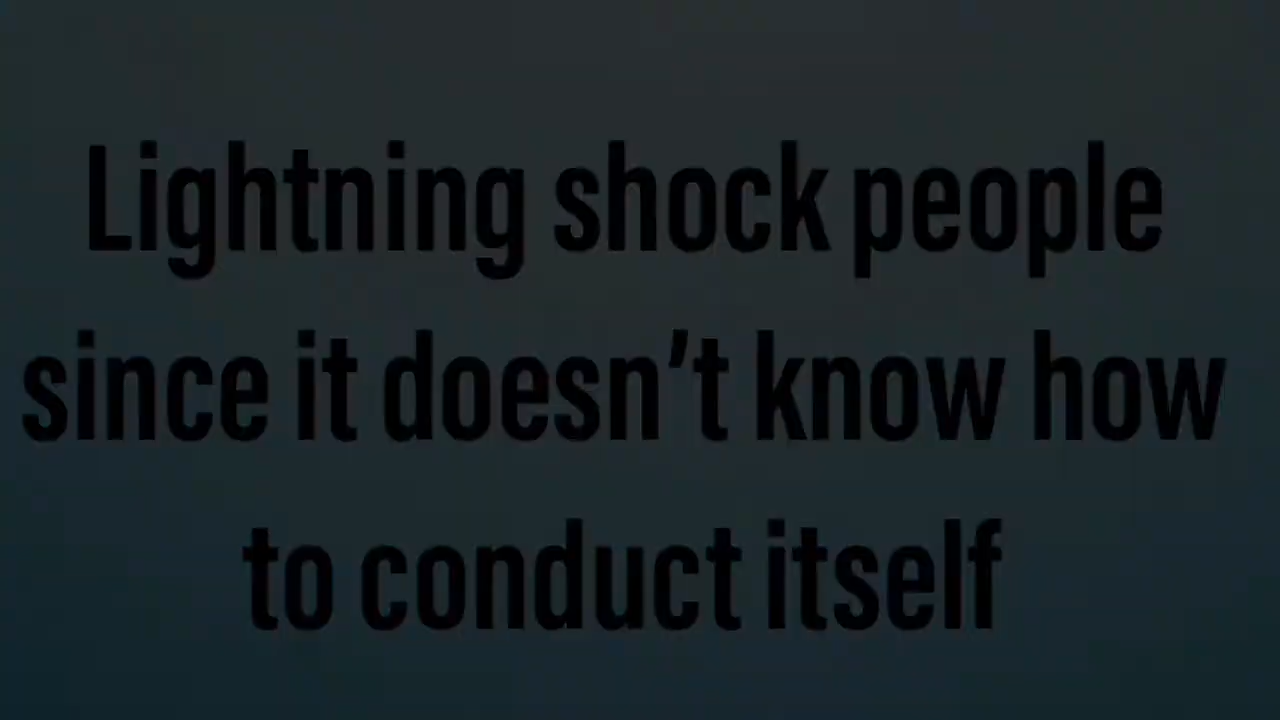 Lightning shock people
since it doesn’t know how
to conduct itself